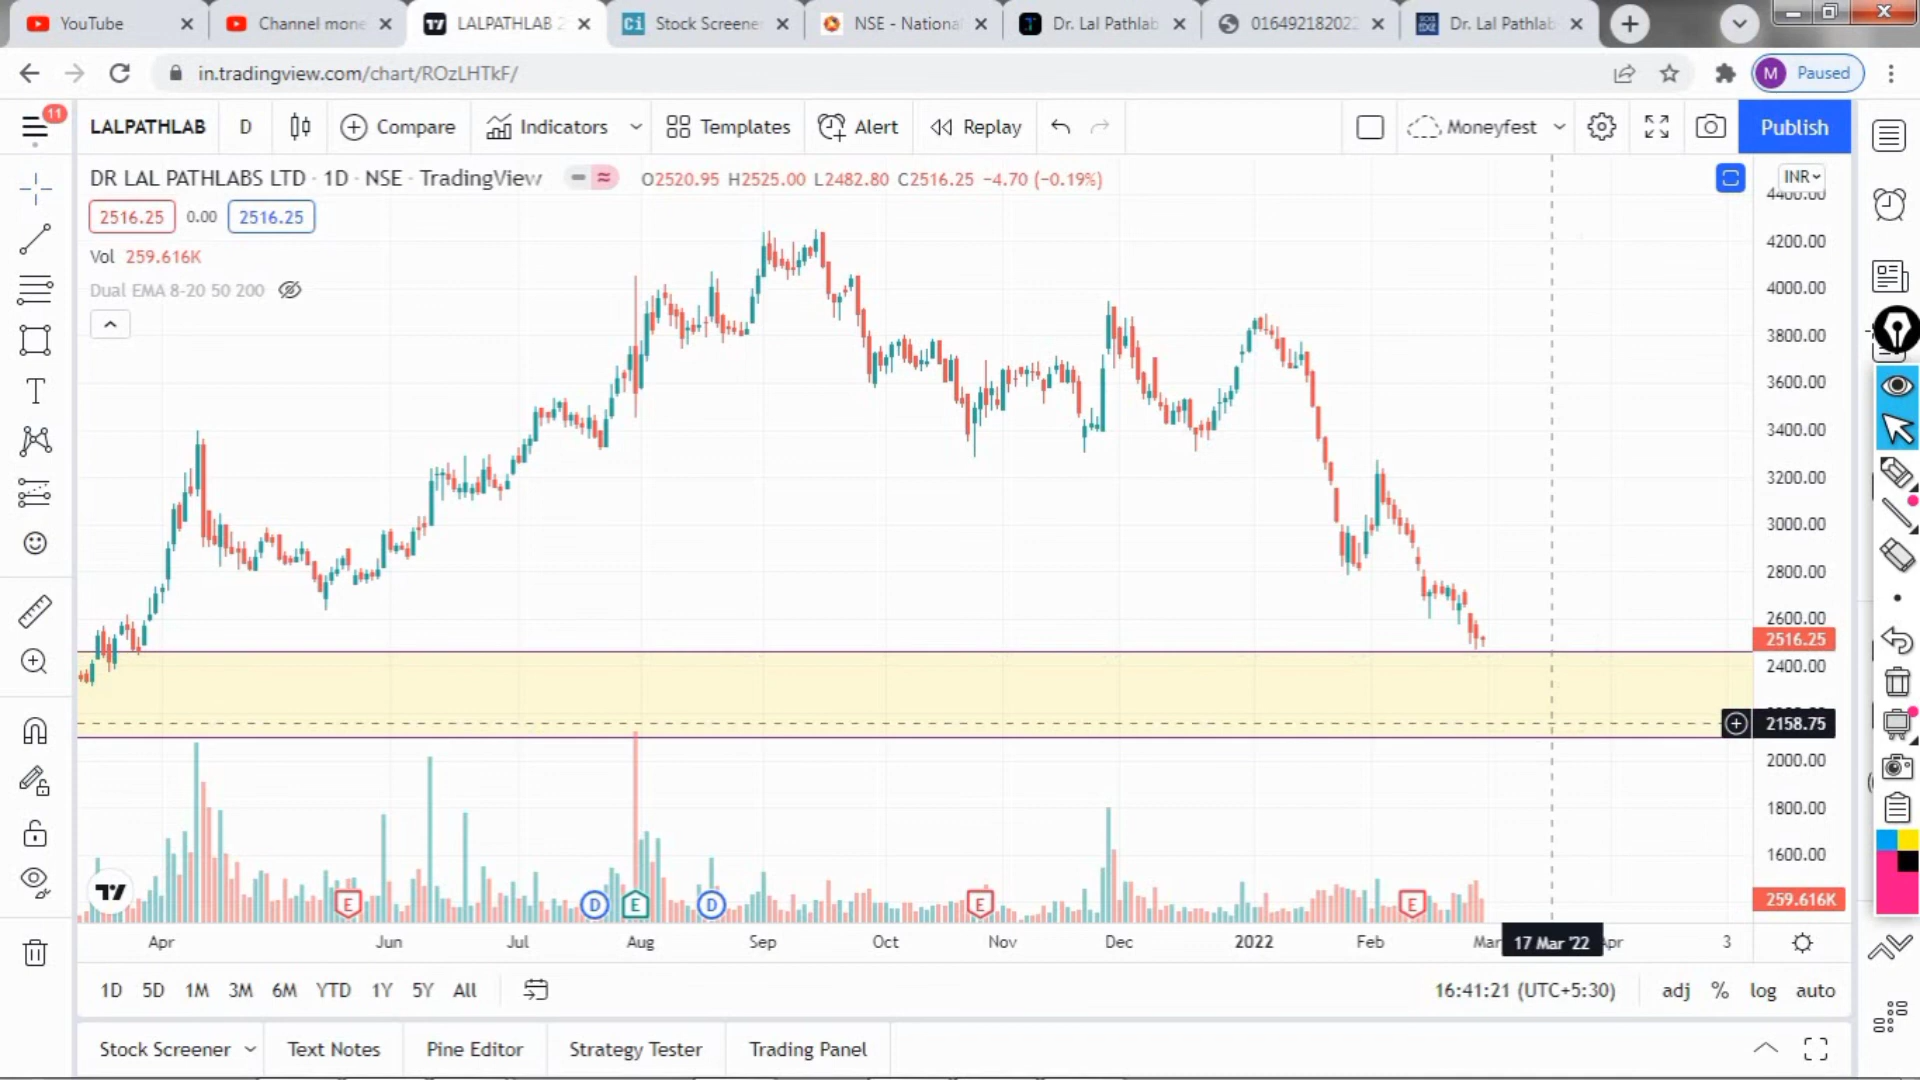 YouTube
Channel mone
LALPATHLAB 2
Stock Screene
NSE - Nationa
Dr. Lal Pathlab
01649218202
Dr. Lal Pathlab
in.tradingview.com/chart/ROzLHTkF/
M Paused
11
LALPATHLAB D Compare Indicators Templates Alert Replay Moneyfest Publish
DR LAL PATHLABS LTD · 1D · NSE · TradingView O2520.95 H2525.00 L2482.80 C2516.25 −4.70 (−0.19%)
INR
4400.00
2516.25 0.00 2516.25
Vol 259.616K
Dual EMA 8-20 50 200
4200.00
4000.00
3800.00
3600.00
3400.00
3200.00
3000.00
2800.00
2600.00
2516.25
2400.00
2158.75
2000.00
1800.00
1600.00
259.616K
E D E D E E
Apr Jun Jul Aug Sep Oct Nov Dec 2022 Feb Mar 17 Mar '22 Apr 3
1D 5D 1M 3M 6M YTD 1Y 5Y All 16:41:21 (UTC+5:30) adj % log auto
Stock Screener Text Notes Pine Editor Strategy Tester Trading Panel